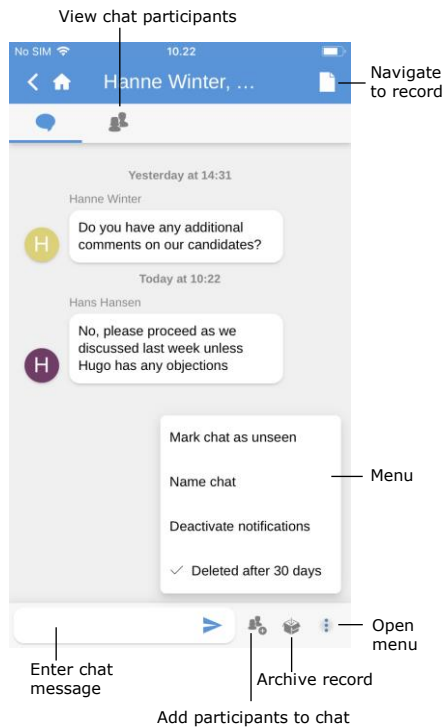 View chat participants
No SIM 10.22
Hanne Winter, ...
Navigate
to record
Yesterday at 14:31
Hanne Winter
H
Do you have any additional
comments on our candidates?
Today at 10:22
Hans Hansen
H
No, please proceed as we
discussed last week unless
Hugo has any objections
Mark chat as unseen
Name chat
Menu
Deactivate notifications
Deleted after 30 days
Open
menu
Enter chat
message
Archive record
Add participants to chat